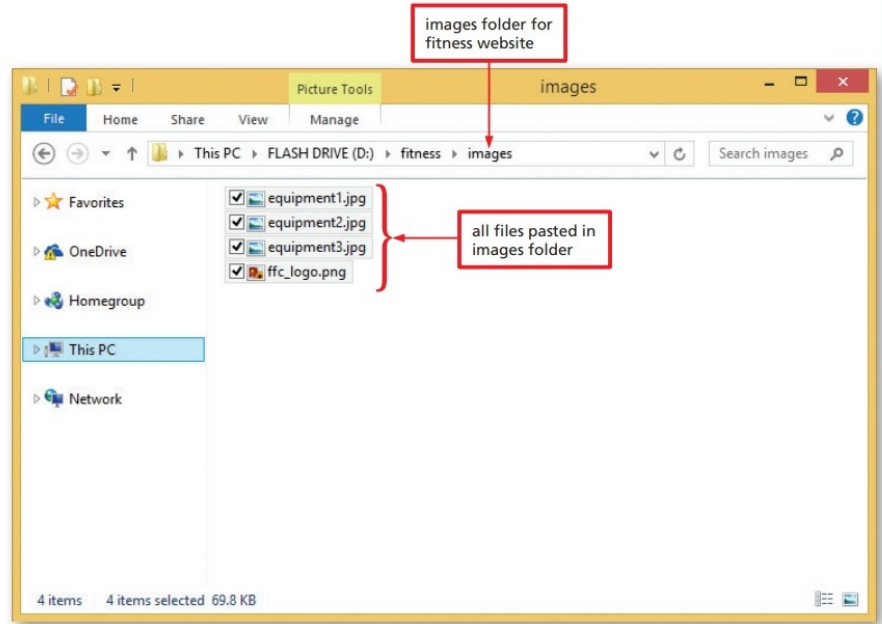 images folder for
fitness website
Picture Tools
images
File Home Share View Manage
This PC FLASH DRIVE (D:) fitness images
Search images
Favorites
equipment1.jpg
equipment2.jpg
equipment3.jpg
ffc_logo.png
all files pasted in
images folder
OneDrive
Homegroup
This PC
Network
4 items 4 items selected 69.8 KB